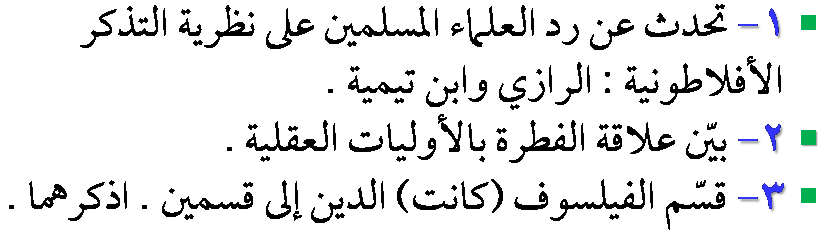 ١- تحدث عن رد العلماء المسلمين على نظرية التذكر
الأفلاطونية : الرازي وابن تيمية .
٢- بيّن علاقة الفطرة بالأوليات العقلية .
٣- قسّم الفيلسوف (كانت) الدين إلى قسمين . اذكرهما .